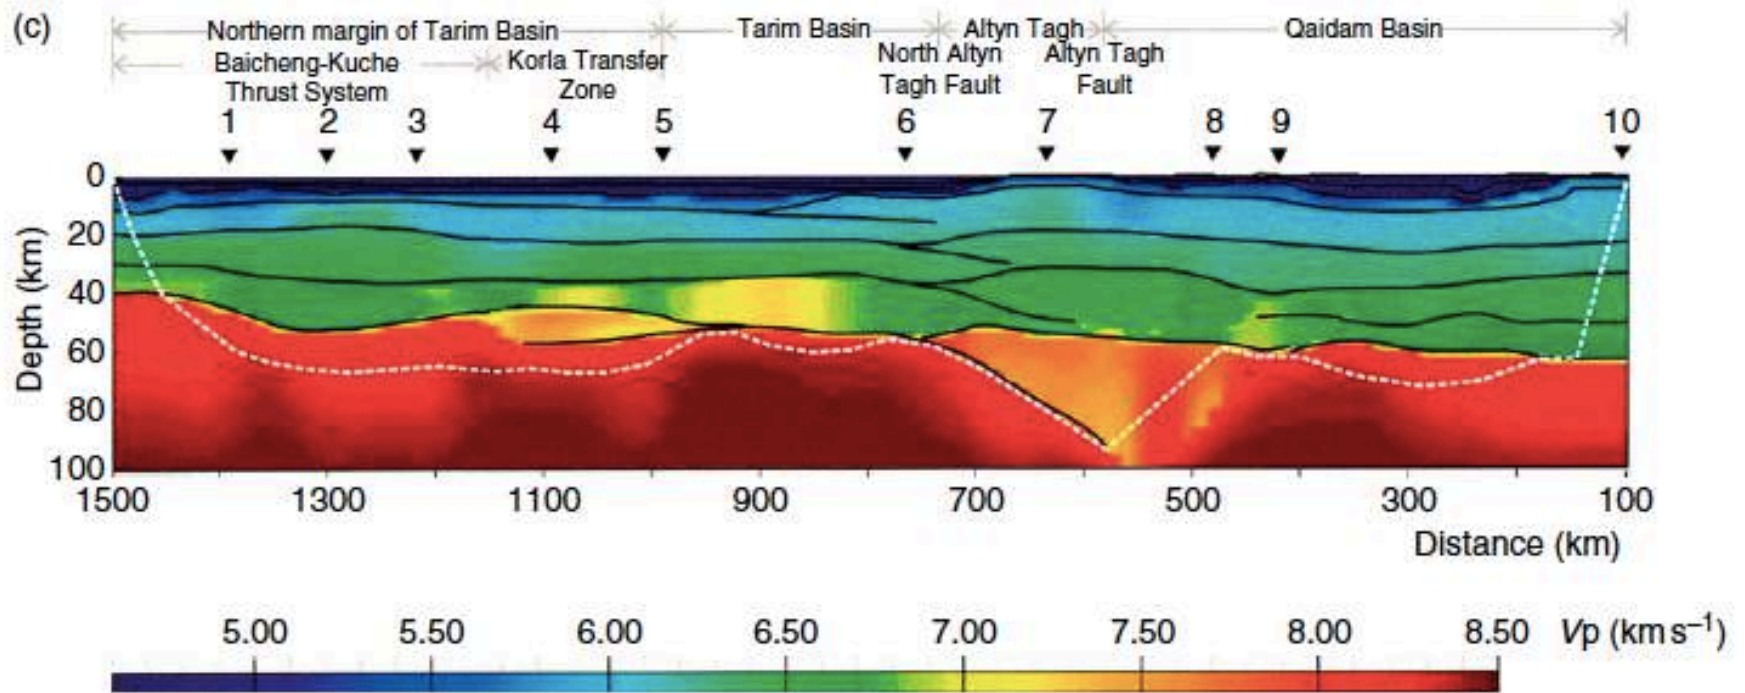 (c)
Northern margin of Tarim Basin Tarim Basin Altyn Tagh Qaidam Basin
Baicheng-Kuche Korla Transfer North Altyn Altyn Tagh
Thrust System Zone Tagh Fault Fault
1 2 3 4 5 6 7 8 9 10
0
20
40
60
80
100
Depth (km)
1500 1300 1100 900 700 500 300 100
Distance (km)
5.00 5.50 6.00 6.50 7.00 7.50 8.00 8.50 Vp (km s⁻¹)